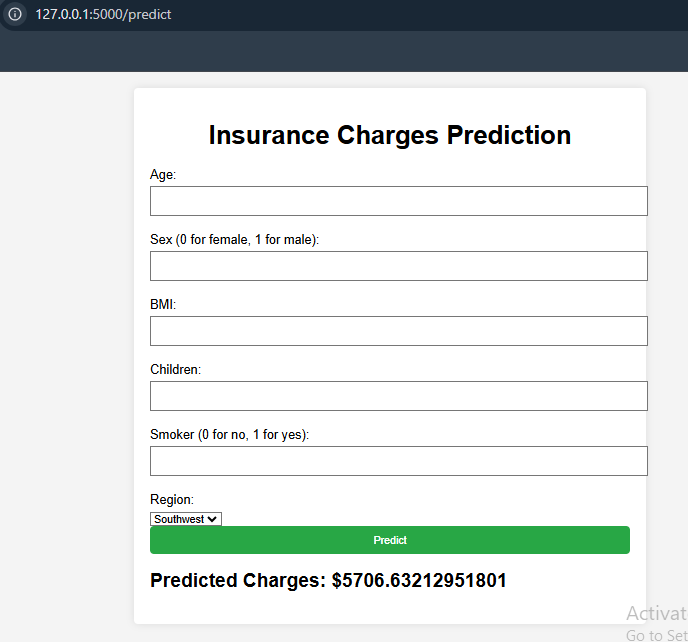 127.0.0.1:5000/predict
Insurance Charges Prediction
Age:
Sex (0 for female, 1 for male):
BMI:
Children:
Smoker (0 for no, 1 for yes):
Region:
Southwest
Predict
Predicted Charges: $5706.63212951801
Activat
Go to Set